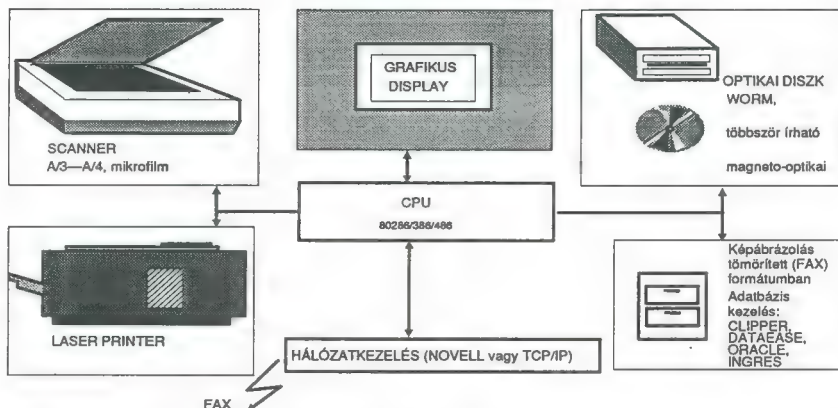 SCANNER
A/3—A/4, mikrofilm
GRAFIKUS
DISPLAY
OPTIKAI DISZK
WORM,
többször írható
magneto-optikai
CPU
80286/386/486
LASER PRINTER
HÁLÓZATKEZELÉS (NOVELL vagy TCP/IP)
FAX
Képábrázolás
tömörített (FAX)
formátumban
Adatbázis
kezelés:
CLIPPER,
DATAEASE,
ORACLE,
INGRES